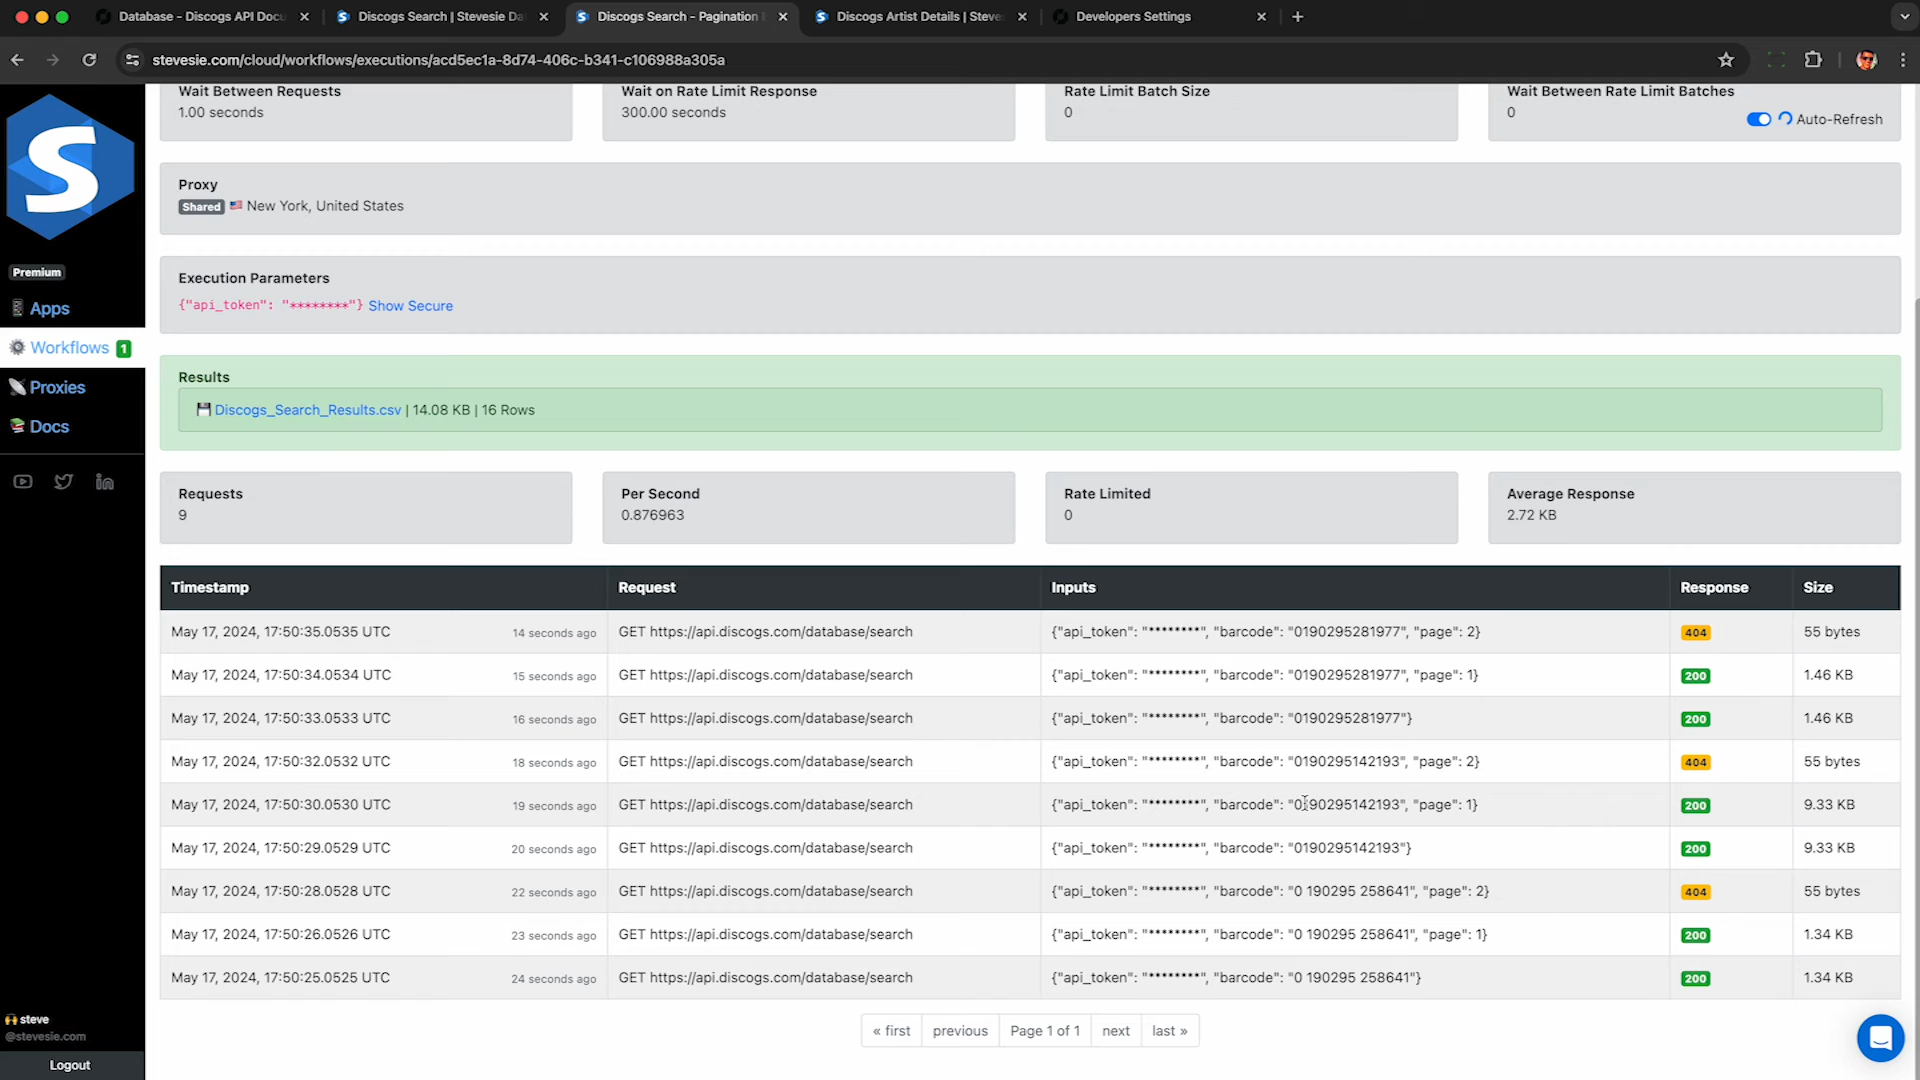 Database - Discogs API Docu
Discogs Search | Stevesie Da
Discogs Search - Pagination
Discogs Artist Details | Steve
Developers Settings
stevesie.com/cloud/workflows/executions/acd5ec1a-8d74-406c-b341-c106988a305a
Wait Between Requests
1.00 seconds
Wait on Rate Limit Response
300.00 seconds
Rate Limit Batch Size
0
Wait Between Rate Limit Batches
0
Auto-Refresh
S
Premium
Apps
Workflows 1
Proxies
Docs
Proxy
Shared New York, United States
Execution Parameters
{"api_token": "********"} Show Secure
Results
Discogs_Search_Results.csv | 14.08 KB | 16 Rows
Requests
9
Per Second
0.876963
Rate Limited
0
Average Response
2.72 KB
Timestamp Request Inputs Response Size
May 17, 2024, 17:50:35.0535 UTC 14 seconds ago GET https://api.discogs.com/database/search {"api_token": "********", "barcode": "0190295281977", "page": 2} 404 55 bytes
May 17, 2024, 17:50:34.0534 UTC 15 seconds ago GET https://api.discogs.com/database/search {"api_token": "********", "barcode": "0190295281977", "page": 1} 200 1.46 KB
May 17, 2024, 17:50:33.0533 UTC 16 seconds ago GET https://api.discogs.com/database/search {"api_token": "********", "barcode": "0190295281977"} 200 1.46 KB
May 17, 2024, 17:50:32.0532 UTC 18 seconds ago GET https://api.discogs.com/database/search {"api_token": "********", "barcode": "0190295142193", "page": 2} 404 55 bytes
May 17, 2024, 17:50:30.0530 UTC 19 seconds ago GET https://api.discogs.com/database/search {"api_token": "********", "barcode": "0190295142193", "page": 1} 200 9.33 KB
May 17, 2024, 17:50:29.0529 UTC 20 seconds ago GET https://api.discogs.com/database/search {"api_token": "********", "barcode": "0190295142193"} 200 9.33 KB
May 17, 2024, 17:50:28.0528 UTC 22 seconds ago GET https://api.discogs.com/database/search {"api_token": "********", "barcode": "0 190295 258641", "page": 2} 404 55 bytes
May 17, 2024, 17:50:26.0526 UTC 23 seconds ago GET https://api.discogs.com/database/search {"api_token": "********", "barcode": "0 190295 258641", "page": 1} 200 1.34 KB
May 17, 2024, 17:50:25.0525 UTC 24 seconds ago GET https://api.discogs.com/database/search {"api_token": "********", "barcode": "0 190295 258641"} 200 1.34 KB
« first previous Page 1 of 1 next last »
steve
@stevesie.com
Logout